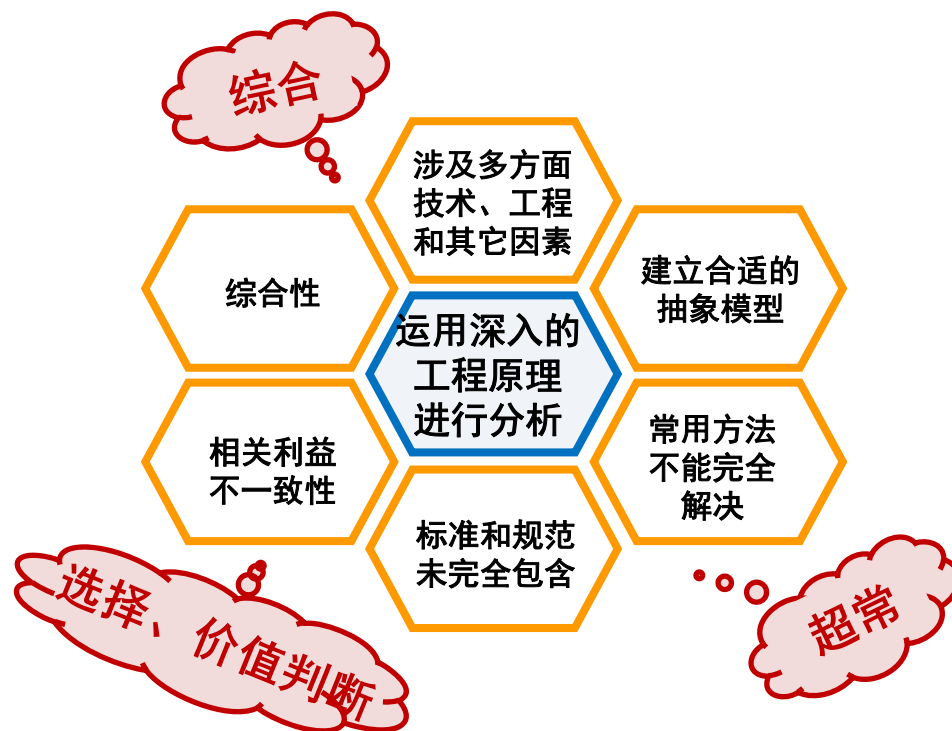 综合
涉及多方面
技术、工程
和其它因素
综合性
建立合适的
抽象模型
运用深入的
工程原理
进行分析
相关利益
不一致性
常用方法
不能完全
解决
标准和规范
未完全包含
选择、价值判断
超常